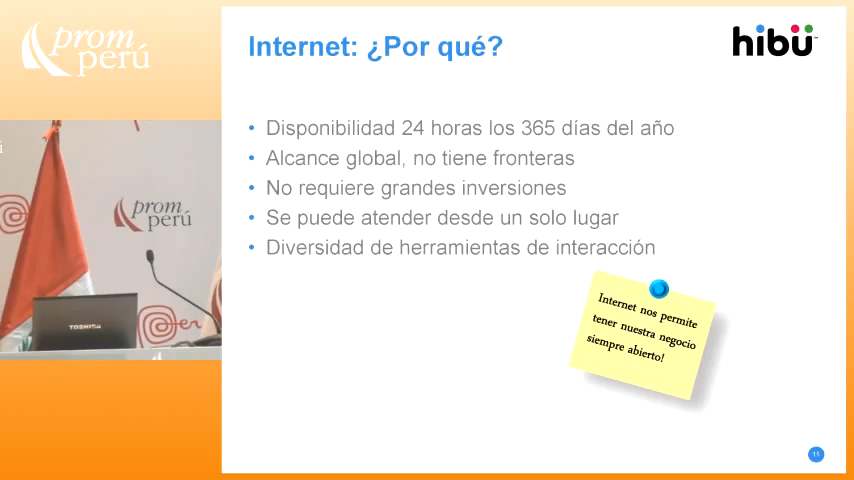 prom
perú
Internet: ¿Por qué?
hibü
• Disponibilidad 24 horas los 365 días del año
• Alcance global, no tiene fronteras
• No requiere grandes inversiones
• Se puede atender desde un solo lugar
• Diversidad de herramientas de interacción
prom
perú
TOSHIBA
Internet nos permite
tener nuestra negocio
siempre abierto!
11